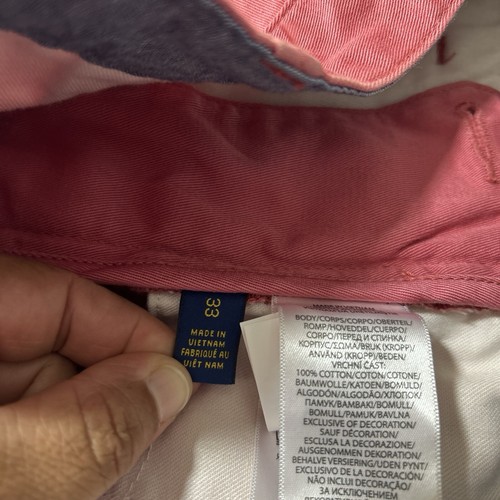 33
MADE IN
VIETNAM
FABRIQUÉ AU
VIÊT NAM
BODY/CORPS/CORPO/OBERTEIL/
ROMP/HOVEDDEL/CUERPO/
CORPO/ПЕРЕД И СПИНКА/
КОРПУС/ΣΩΜΑ/BRUK (KROPP)/
ANVÄND (KROPP)/BEDEN/
VRCHNÍ ČÁST:
100% COTTON/COTON/COTONE/
BAUMWOLLE/KATOEN/BOMULD/
ALGODÓN/ALGODÃO/ХЛОПОК/
ПАМУК/ΒΑΜΒΑΚΙ/BOMULL/
BOMULL/PAMUK/BAVLNA
EXCLUSIVE OF DECORATION/
SAUF DÉCORATION/
ESCLUSA LA DECORAZIONE/
AUSGENOMMEN DEKORATION/
BEHALVE VERSIERING/UDEN PYNT/
EXCLUSIVO DE LA DECORACIÓN/
NÃO INCLUI DECORAÇÃO/
ЗА ИСКЛЮЧЕНИЕМ